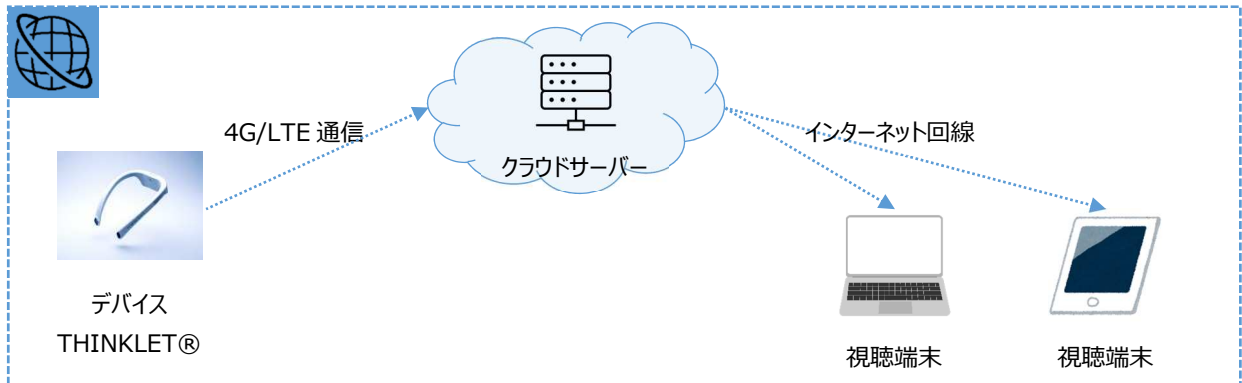 4G/LTE 通信
クラウドサーバー
インターネット回線
デバイス
THINKLET®
視聴端末
視聴端末